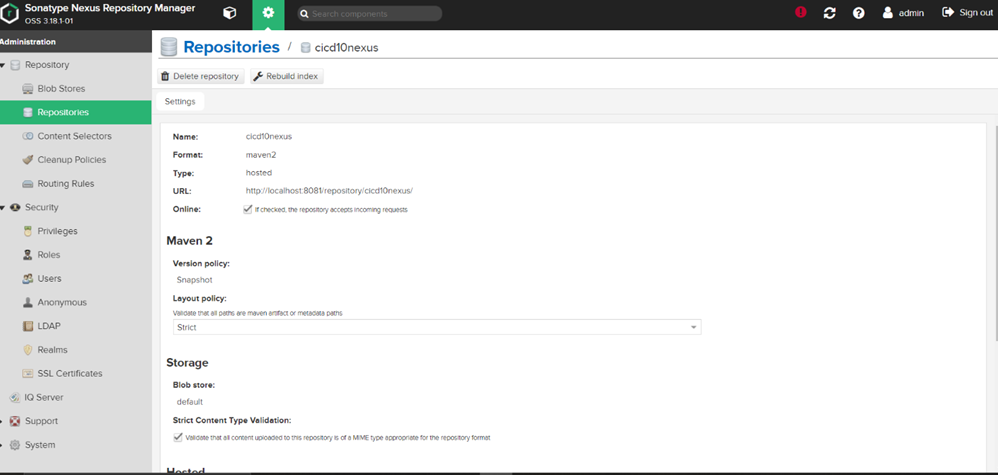 Sonatype Nexus Repository Manager
OSS 3.18.1-01
Search components
admin
Sign out
Administration
Repository
Blob Stores
Repositories
Content Selectors
Cleanup Policies
Routing Rules
Security
Privileges
Roles
Users
Anonymous
LDAP
Realms
SSL Certificates
IQ Server
Support
System
Repositories / cicd10nexus
Delete repository
Rebuild index
Settings
Name: cicd10nexus
Format: maven2
Type: hosted
URL: http://localhost:8081/repository/cicd10nexus/
Online: If checked, the repository accepts incoming requests
Maven 2
Version policy:
Snapshot
Layout policy:
Validate that all paths are maven artifact or metadata paths
Strict
Storage
Blob store:
default
Strict Content Type Validation:
Validate that all content uploaded to this repository is of a MIME type appropriate for the repository format
Hosted